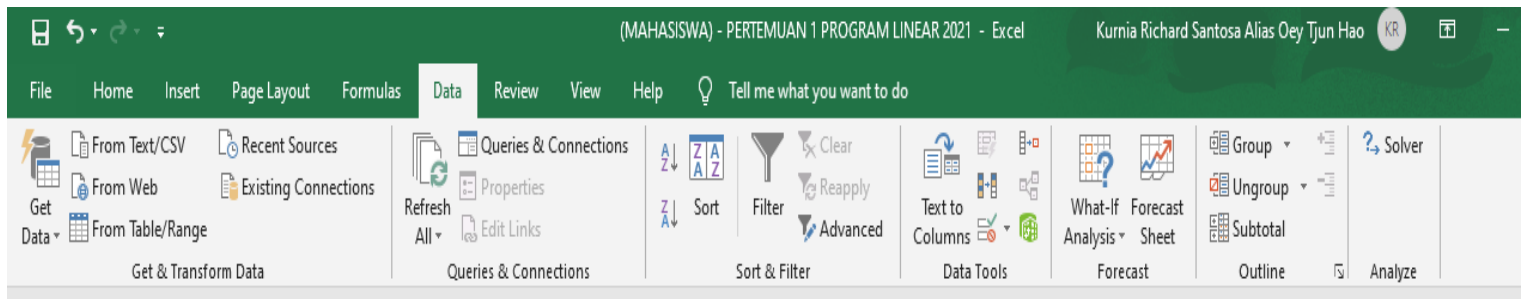 (MAHASISWA) - PERTEMUAN 1 PROGRAM LINEAR 2021 - Excel
Kurnia Richard Santosa Alias Oey Tjun Hao
KR
File Home Insert Page Layout Formulas Data Review View Help Tell me what you want to do
Get Data
From Text/CSV
From Web
From Table/Range
Recent Sources
Existing Connections
Get & Transform Data
Refresh
All
Queries & Connections
Properties
Edit Links
Queries & Connections
Sort
Filter
Clear
Reapply
Advanced
Sort & Filter
Text to
Columns
Data Tools
What-If
Analysis
Forecast
Sheet
Forecast
Group
Ungroup
Subtotal
Outline
Solver
Analyze